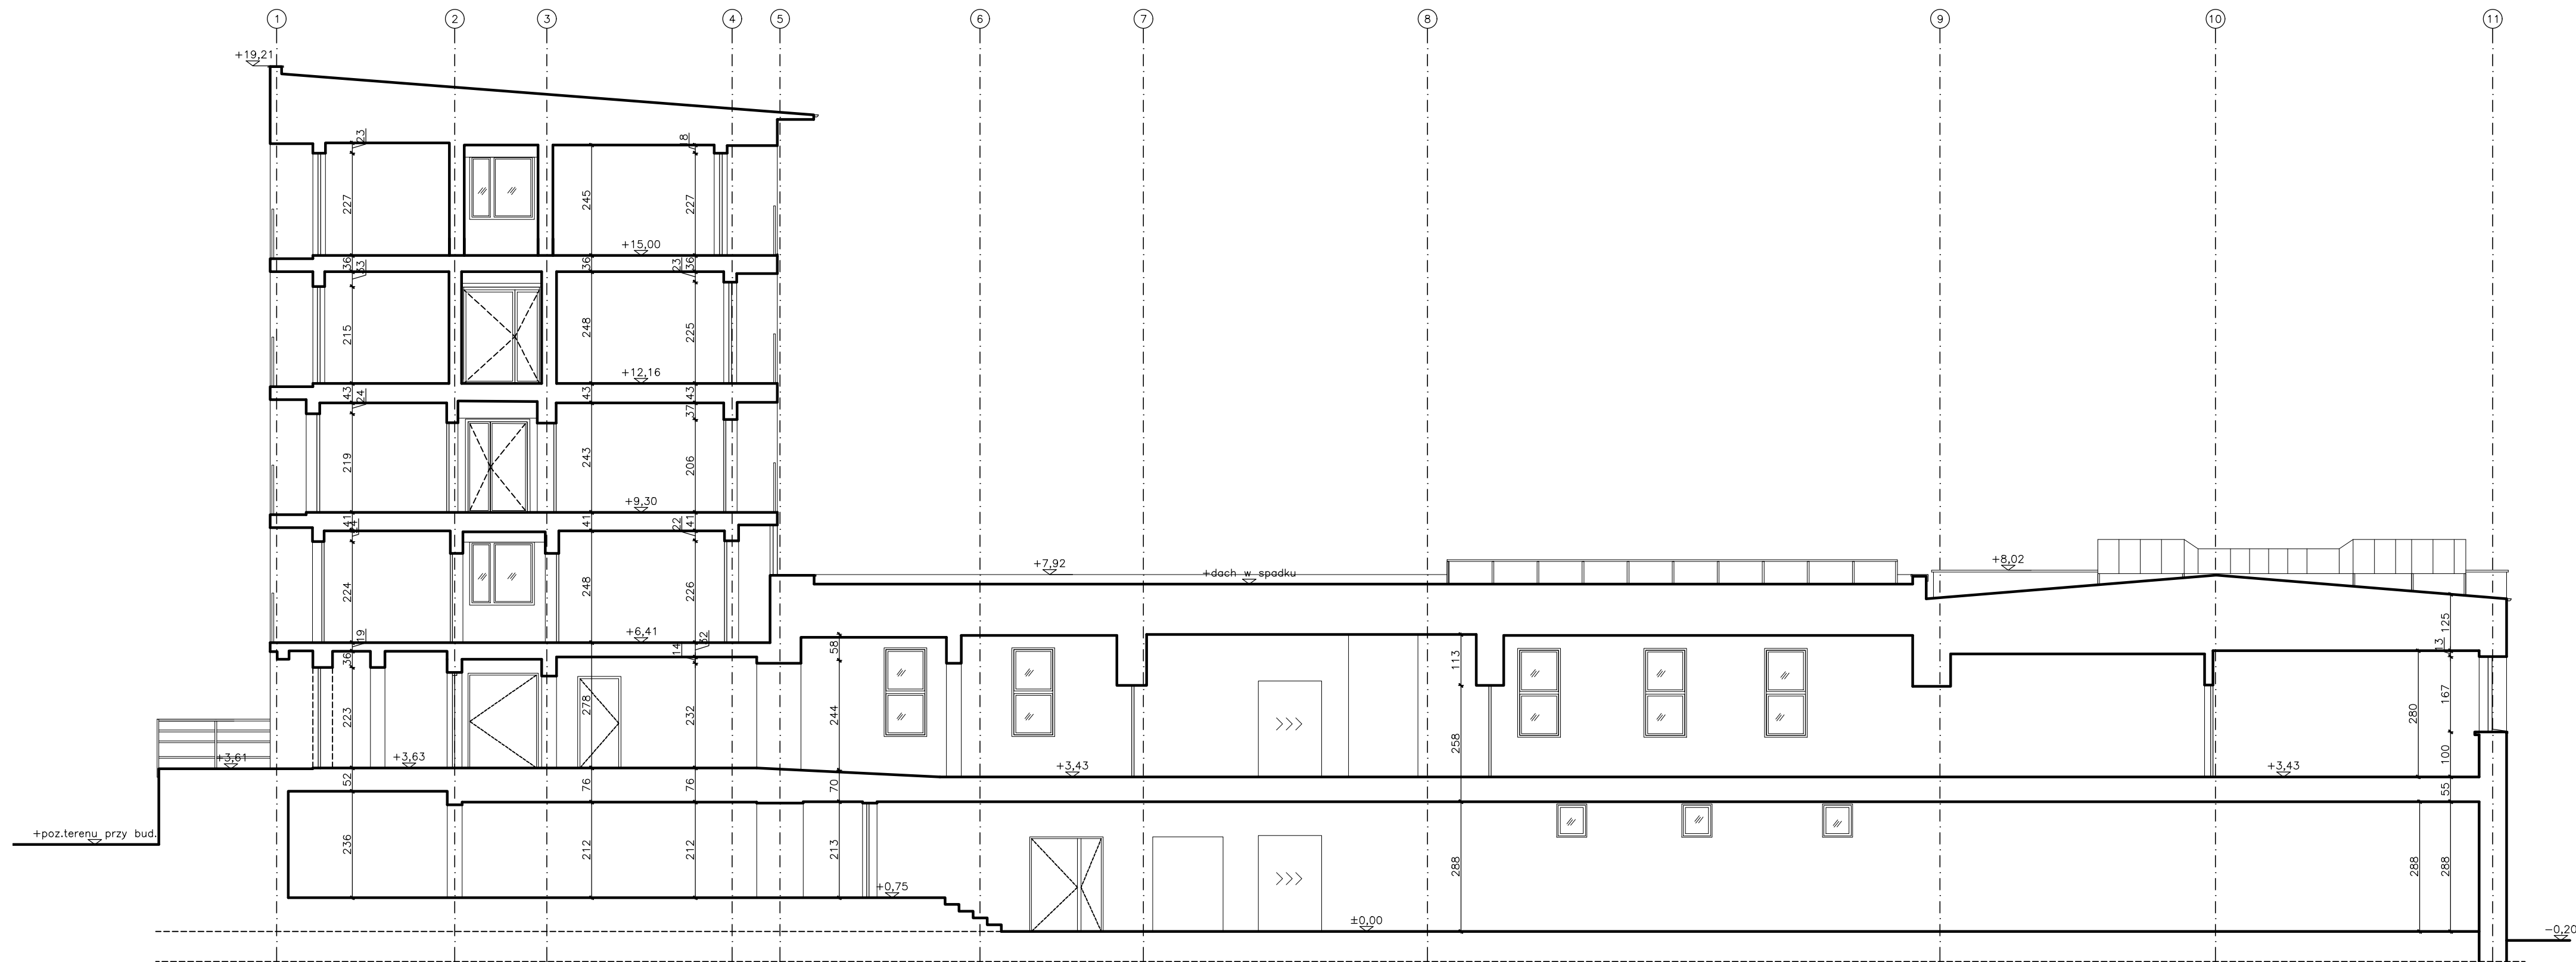 1 2 3 4 5 6 7 8 9 10 11
+19,21
23 18
227 245 227
+15,00
36 33 36 23 36
215 248 225
+12,16
43 24 43 43
37
219 243 206
+9,30
41 24 41 22 41
+7,92 +dach w spadku +8,02
224 248 226
125
+6,41
19 32
36 14 58 113 13
223 278 232 244 258 280 167
+3,61 +3,63 +3,43 +3,43
100
52 76 76 70 55
+poz.terenu przy bud.
236 212 212 213 288 288 288
+0,75
±0,00
-0,20